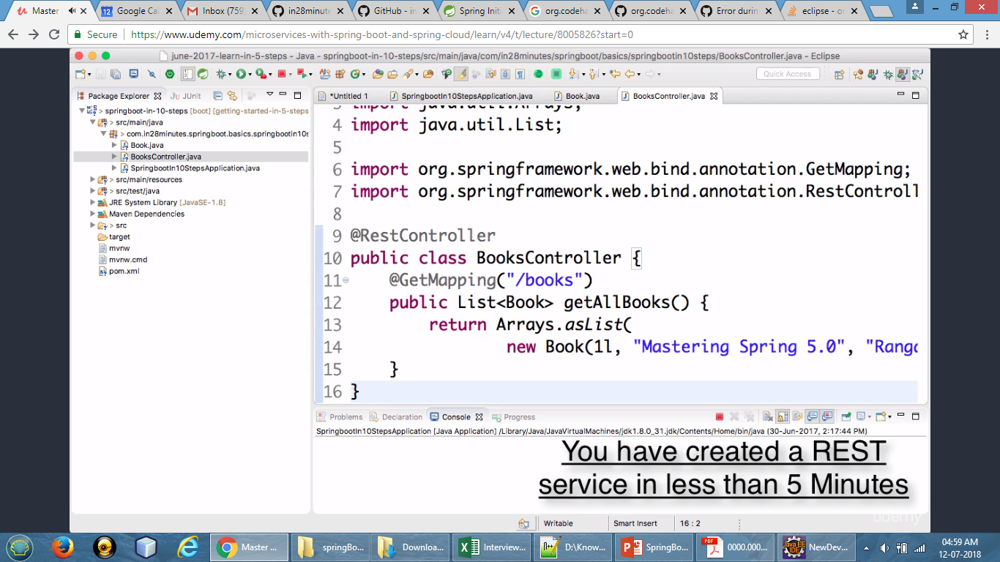 Master
Google Cal
Inbox (759
in28minute
GitHub - in
Spring Initi
org.codeha
org.codeha
Error durin
eclipse - o
Secure
https://www.udemy.com/microservices-with-spring-boot-and-spring-cloud/learn/v4/t/lecture/8005826?start=0
june-2017-learn-in-5-steps - Java - springboot-in-10-steps/src/main/java/com/in28minutes/springboot/basics/springbootin10steps/BooksController.java - Eclipse
Quick Access
Package Explorer
JUnit
> springboot-in-10-steps [boot] [getting-started-in-5-steps
> src/main/java
> com.in28minutes.springboot.basics.springbootin10s
Book.java
BooksController.java
SpringbootIn10StepsApplication.java
> src/main/resources
> src/test/java
JRE System Library [JavaSE-1.8]
Maven Dependencies
> src
target
mvnw
mvnw.cmd
pom.xml
*Untitled 1
SpringbootIn10StepsApplication.java
Book.java
BooksController.java
3 import java.util.Arrays;
4 import java.util.List;
5
6 import org.springframework.web.bind.annotation.GetMapping;
7 import org.springframework.web.bind.annotation.RestControll
8
9 @RestController
10 public class BooksController {
11 @GetMapping("/books")
12 public List<Book> getAllBooks() {
13 return Arrays.asList(
14 new Book(1l, "Mastering Spring 5.0", "Ranga
15 }
16 }
Problems
Declaration
Console
Progress
SpringbootIn10StepsApplication [Java Application] /Library/Java/JavaVirtualMachines/jdk1.8.0_31.jdk/Contents/Home/bin/java (30-Jun-2017, 2:17:44 PM)
You have created a REST
service in less than 5 Minutes
udemy
Writable
Smart Insert
16 : 2
Master ...
springBo...
Downloa...
Interview...
D:\Know...
SpringBo...
0000.000...
NewDev...
04:59 AM
12-07-2018